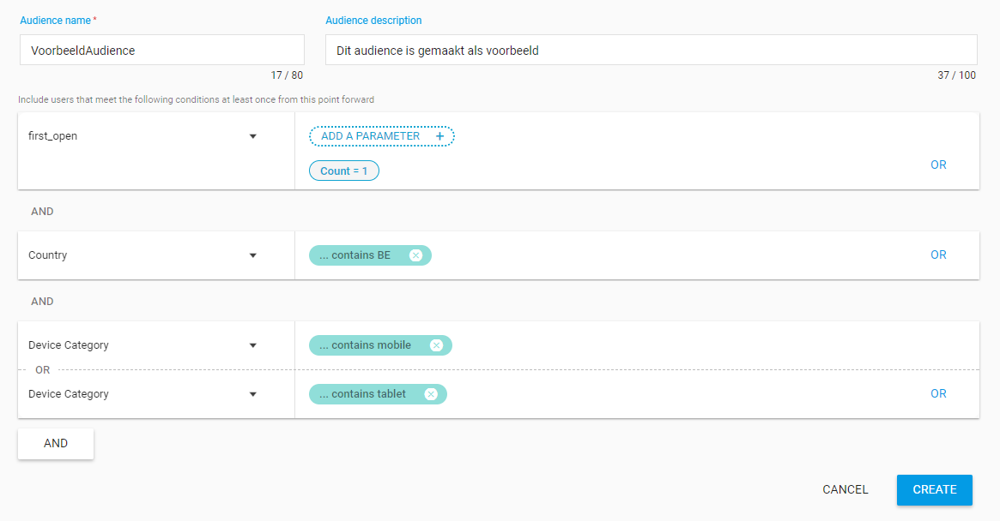 Audience name *
Audience description
VoorbeeldAudience
Dit audience is gemaakt als voorbeeld
17 / 80
37 / 100
Include users that meet the following conditions at least once from this point forward
first_open
ADD A PARAMETER +
Count = 1
OR
AND
Country
... contains BE
OR
AND
Device Category
... contains mobile
OR
Device Category
... contains tablet
OR
AND
CANCEL
CREATE